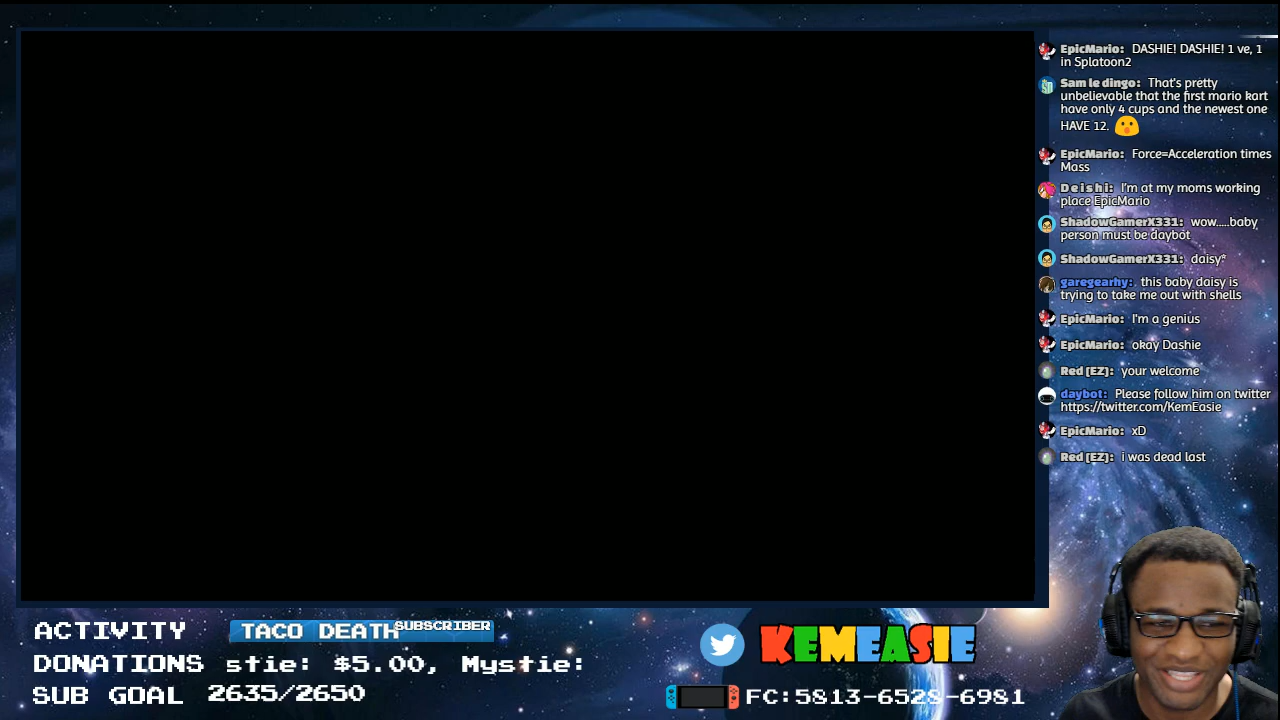 EpicMario: DASHIE! DASHIE! 1 ve, 1
in Splatoon2
Sam le dingo: That's pretty
unbelievable that the first mario kart
have only 4 cups and the newest one
HAVE 12.
EpicMario: Force=Acceleration times
Mass
Deishi: I'm at my moms working
place EpicMario
ShadowGamerX331: wow.....baby
person must be daybot
ShadowGamerX331: daisy*
garegearhy: this baby daisy is
trying to take me out with shells
EpicMario: I'm a genius
EpicMario: okay Dashie
Red [EZ]: your welcome
daybot: Please follow him on twitter
https://twitter.com/KemEasie
EpicMario: xD
Red [EZ]: i was dead last
ACTIVITY TACO DEATH SUBSCRIBER
DONATIONS stie: $5.00, Mystie:
SUB GOAL 2635/2650
KEMEASIE
FC:5813-6528-6981